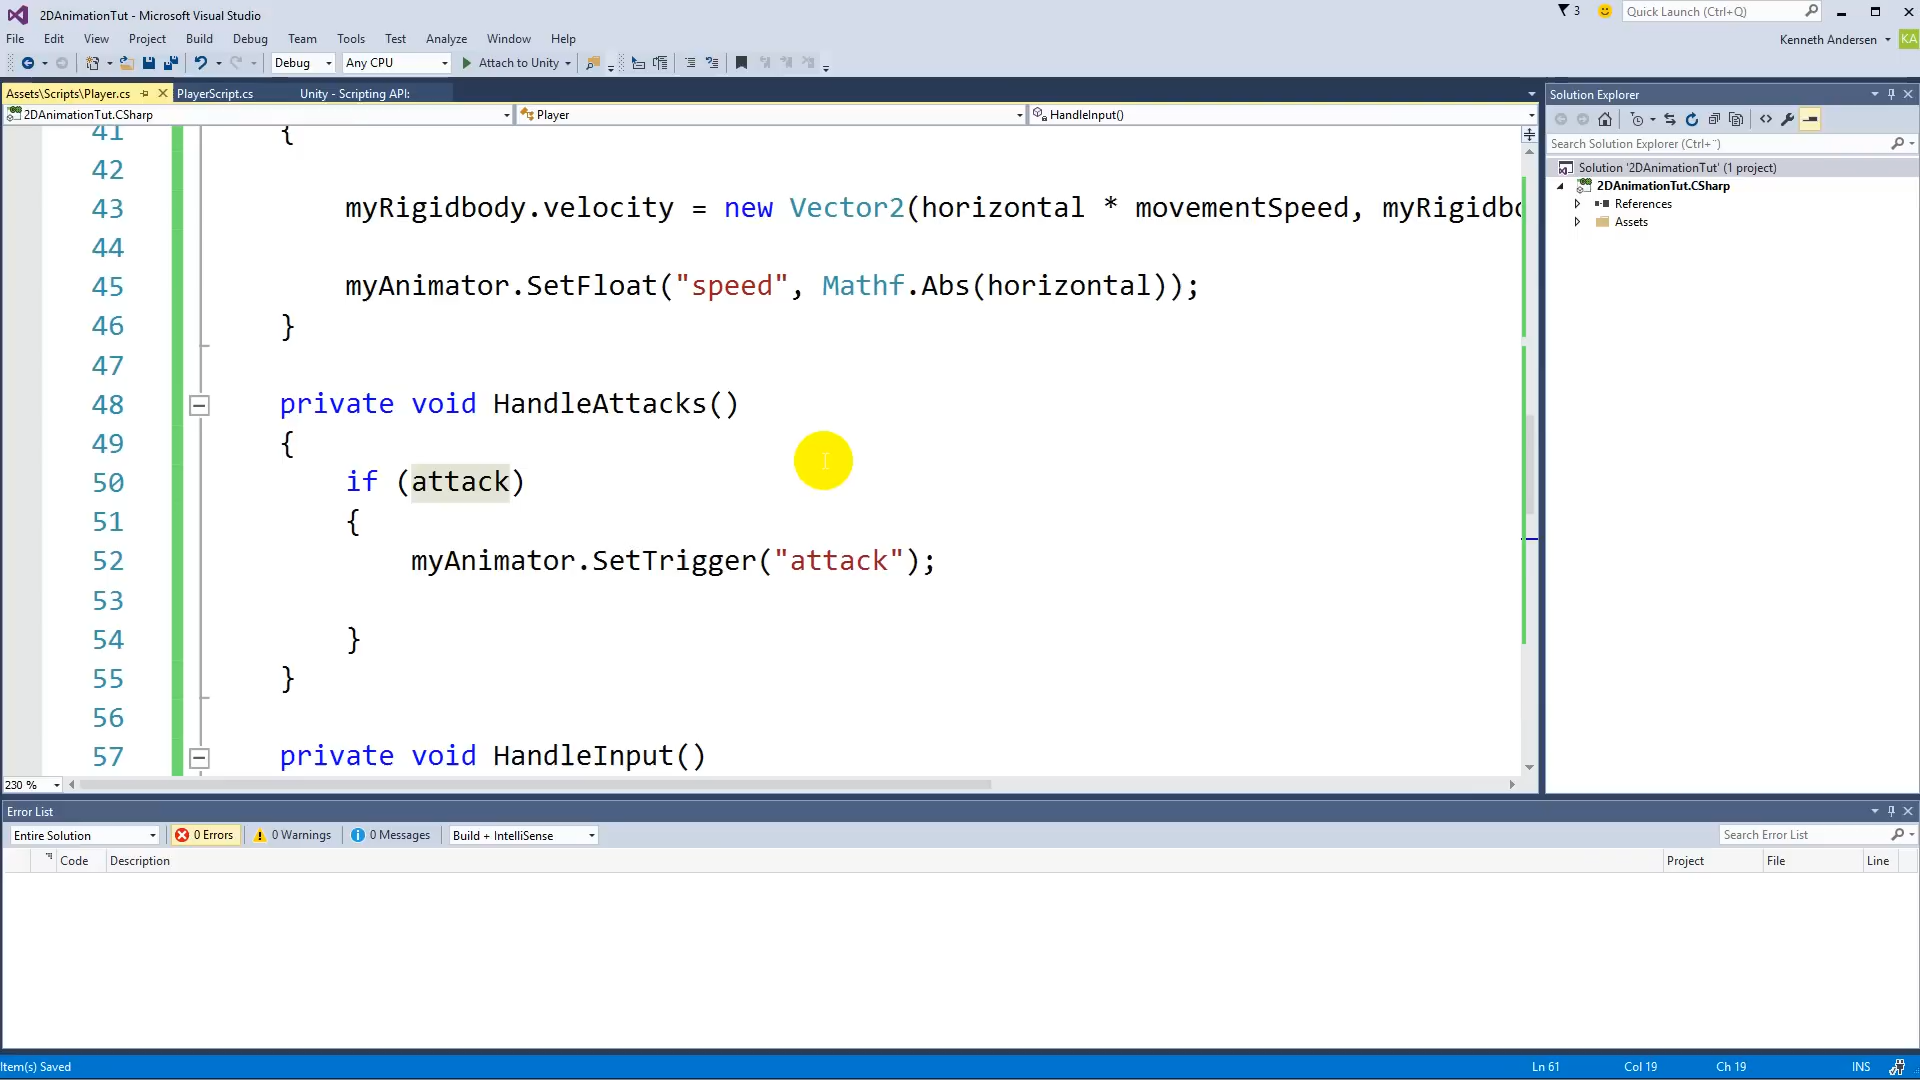 2DAnimationTut - Microsoft Visual Studio
3
Quick Launch (Ctrl+Q)
File Edit View Project Build Debug Team Tools Test Analyze Window Help
Kenneth Andersen KA
Debug Any CPU Attach to Unity
Assets\Scripts\Player.cs PlayerScript.cs Unity - Scripting API:
2DAnimationTut.CSharp Player HandleInput()
41 {
42
43 myRigidbody.velocity = new Vector2(horizontal * movementSpeed, myRigidbo
44
45 myAnimator.SetFloat("speed", Mathf.Abs(horizontal));
46 }
47
48 private void HandleAttacks()
49 {
50 if (attack)
51 {
52 myAnimator.SetTrigger("attack");
53
54 }
55 }
56
57 private void HandleInput()
230 %
Solution Explorer
Search Solution Explorer (Ctrl+¨)
Solution '2DAnimationTut' (1 project)
2DAnimationTut.CSharp
References
Assets
Error List
Entire Solution 0 Errors 0 Warnings 0 Messages Build + IntelliSense
Search Error List
Code Description Project File Line
Item(s) Saved
Ln 61 Col 19 Ch 19 INS